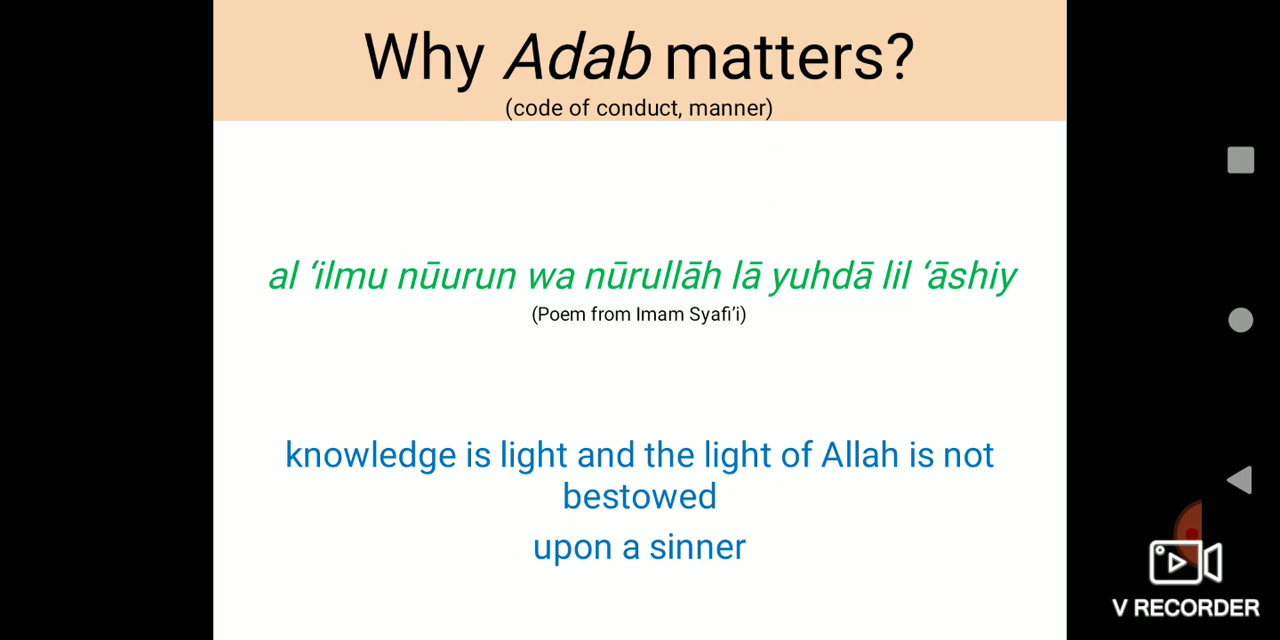 Why Adab matters?
(code of conduct, manner)
al ‘ilmu nūurun wa nūrullāh lā yuhdā lil ‘āshiy
(Poem from Imam Syafi’i)
knowledge is light and the light of Allah is not
bestowed
upon a sinner
V RECORDER